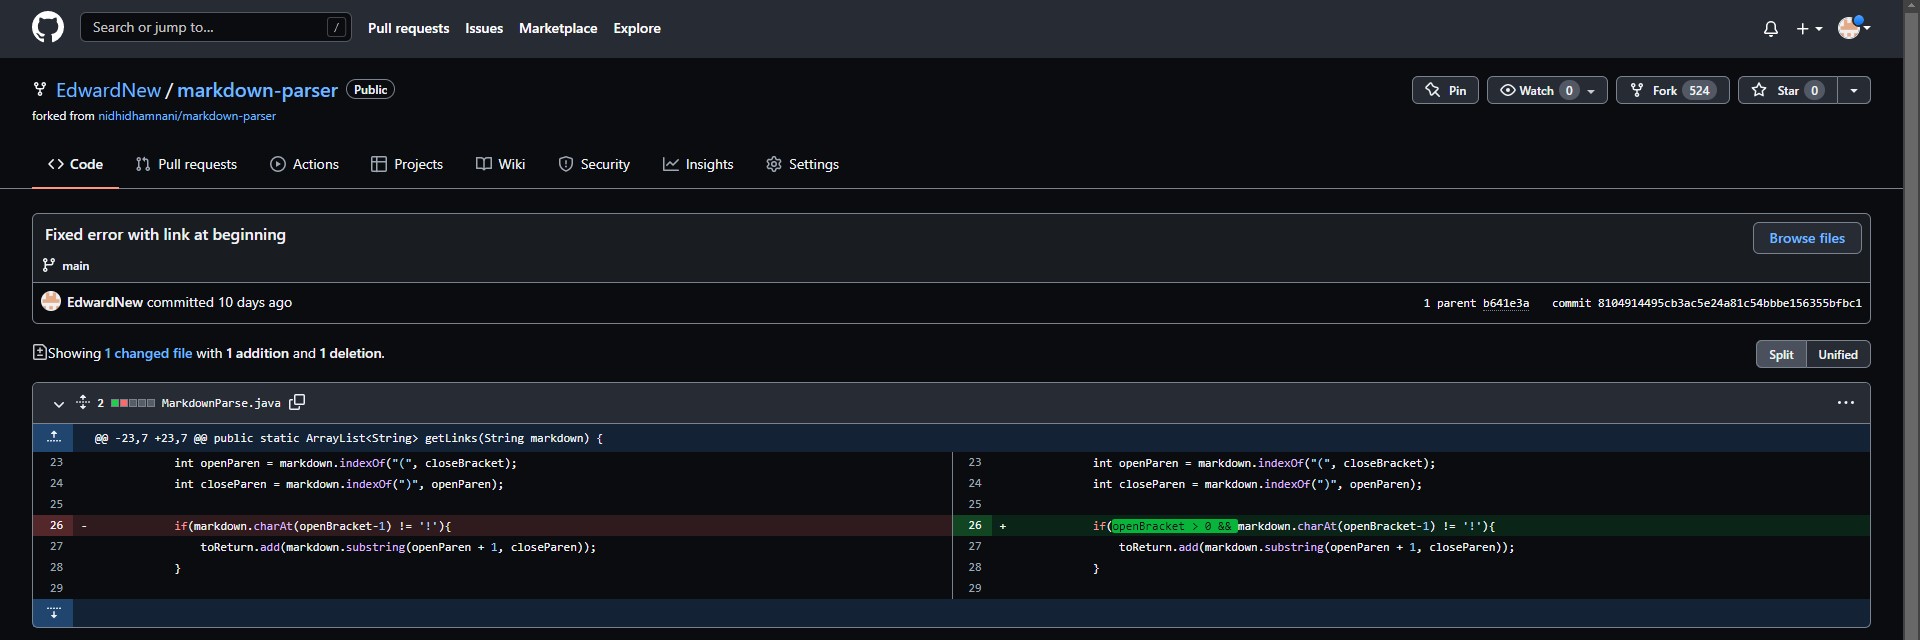 Search or jump to... / Pull requests Issues Marketplace Explore
EdwardNew / markdown-parser Public Pin Watch 0 Fork 524 Star 0
forked from nidhidhamnani/markdown-parser
Code Pull requests Actions Projects Wiki Security Insights Settings
Fixed error with link at beginning Browse files
main
EdwardNew committed 10 days ago 1 parent b641e3a commit 8104914495cb3ac5e24a81c54bbbe156355bfbc1
Showing 1 changed file with 1 addition and 1 deletion. Split Unified
2 MarkdownParse.java ...
@@ -23,7 +23,7 @@ public static ArrayList<String> getLinks(String markdown) {
23 int openParen = markdown.indexOf("(", closeBracket); 23 int openParen = markdown.indexOf("(", closeBracket);
24 int closeParen = markdown.indexOf(")", openParen); 24 int closeParen = markdown.indexOf(")", openParen);
25 25
26 - if(markdown.charAt(openBracket-1) != '!'){ 26 + if(openBracket > 0 && markdown.charAt(openBracket-1) != '!'){
27 toReturn.add(markdown.substring(openParen + 1, closeParen)); 27 toReturn.add(markdown.substring(openParen + 1, closeParen));
28 } 28 }
29 29